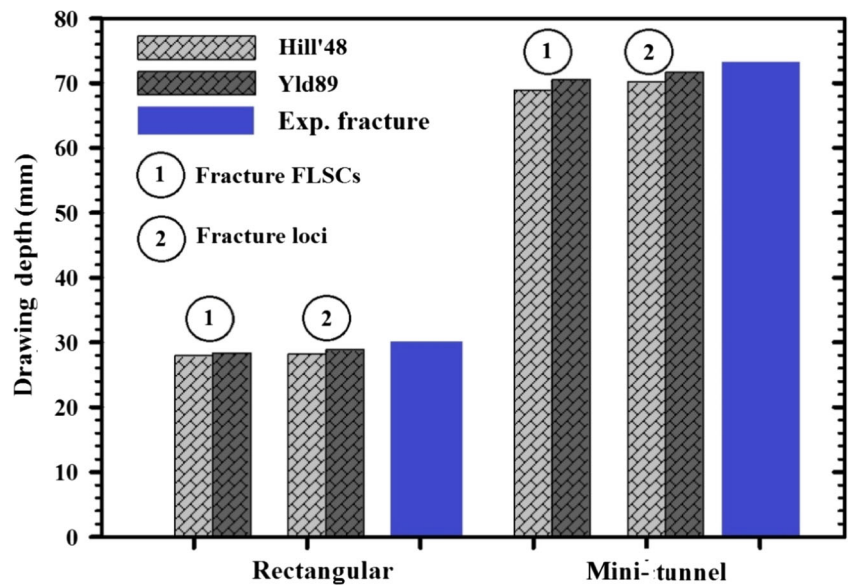 80
70
60
50
40
30
20
10
0
Drawing depth (mm)
Hill'48
Yld89
Exp. fracture
1 Fracture FLSCs
2 Fracture loci
1 2
1 2
Rectangular Mini-tunnel